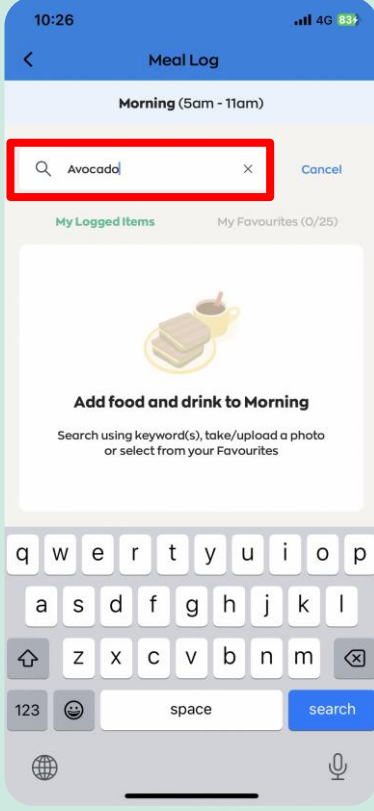 10:26 4G 83
Meal Log
Morning (5am - 11am)
Avocado Cancel
My Logged Items My Favourites (0/25)
Add food and drink to Morning
Search using keyword(s), take/upload a photo
or select from your Favourites
q w e r t y u i o p
a s d f g h j k l
z x c v b n m
123 space search